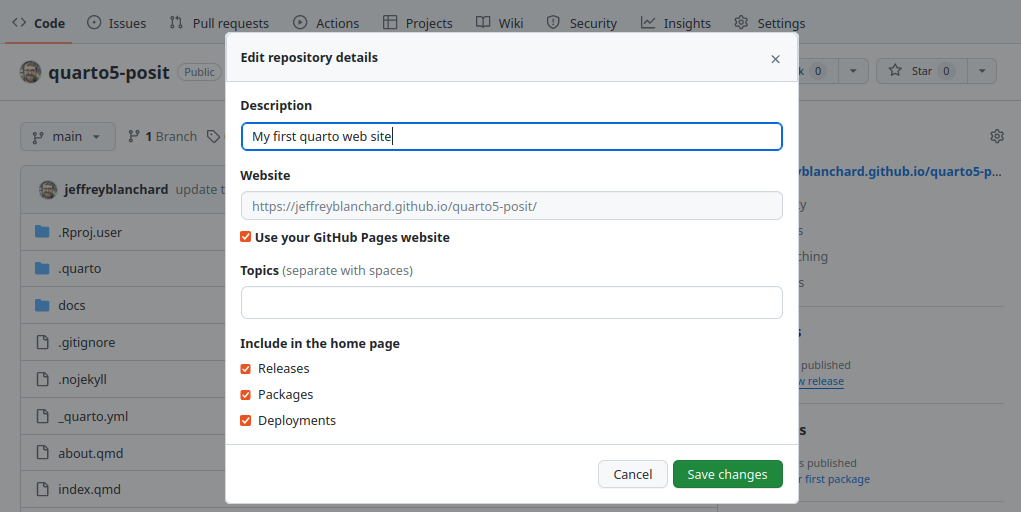 Code Issues Pull requests Actions Projects Wiki Security Insights Settings
quarto5-posit Public
0 Star 0
Edit repository details
Description
My first quarto web site
Website
https://jeffreyblanchard.github.io/quarto5-posit/
Use your GitHub Pages website
Topics (separate with spaces)
Include in the home page
Releases
Packages
Deployments
Cancel Save changes
main 1 Branch
jeffreyblanchard update t
.Rproj.user
.quarto
docs
.gitignore
.nojekyll
_quarto.yml
about.qmd
index.qmd
blanchard.github.io/quarto5-p...
ching
published
w release
s published
r first package